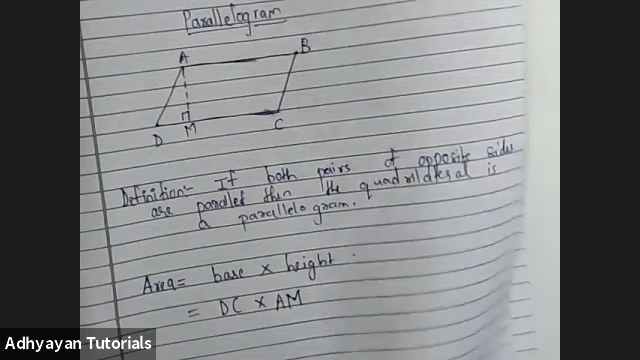 Parallelogram
A
B
D
M
C
Definition:- If both pairs of opposite sides
are parallel then the quadrilateral is
a parallelogram.
Area = base × height.
= DC × AM
Adhyayan Tutorials